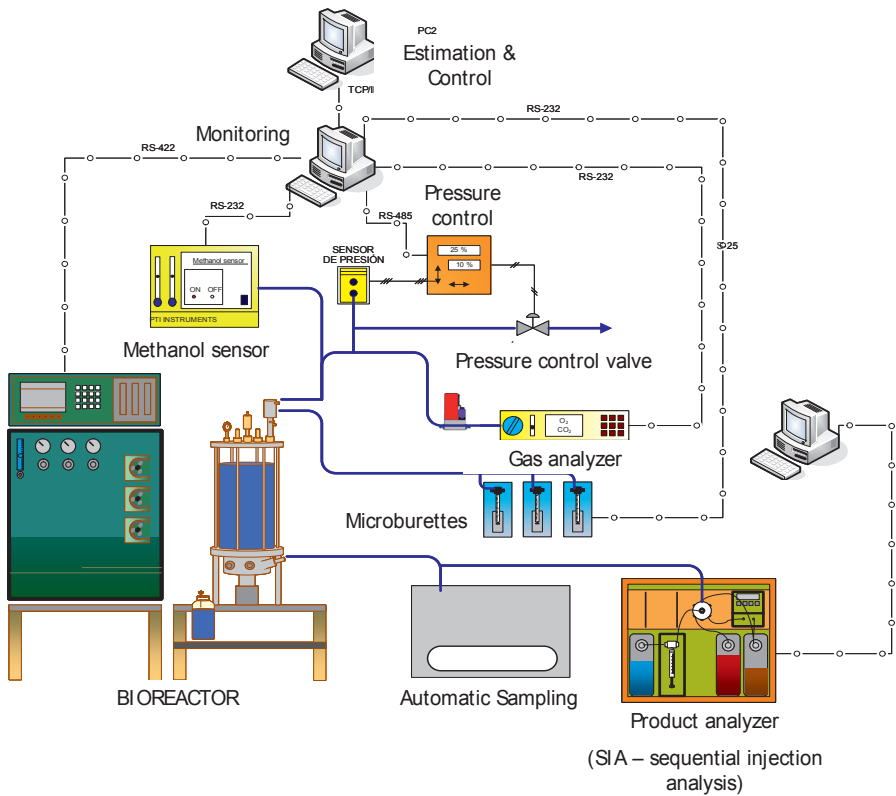 PC2
Estimation &
Control
TCP/II
RS-232
Monitoring
RS-422
RS-232
Pressure
control
RS-232
RS-485
SENSOR
DE PRESIÓN
25 %
10 %
Methanol sensor
ON OFF
PTI INSTRUMENTS
Methanol sensor
Pressure control valve
O₂
CO₂
Gas analyzer
Microburettes
BIOREACTOR
Automatic Sampling
Product analyzer
(SIA – sequential injection
analysis)